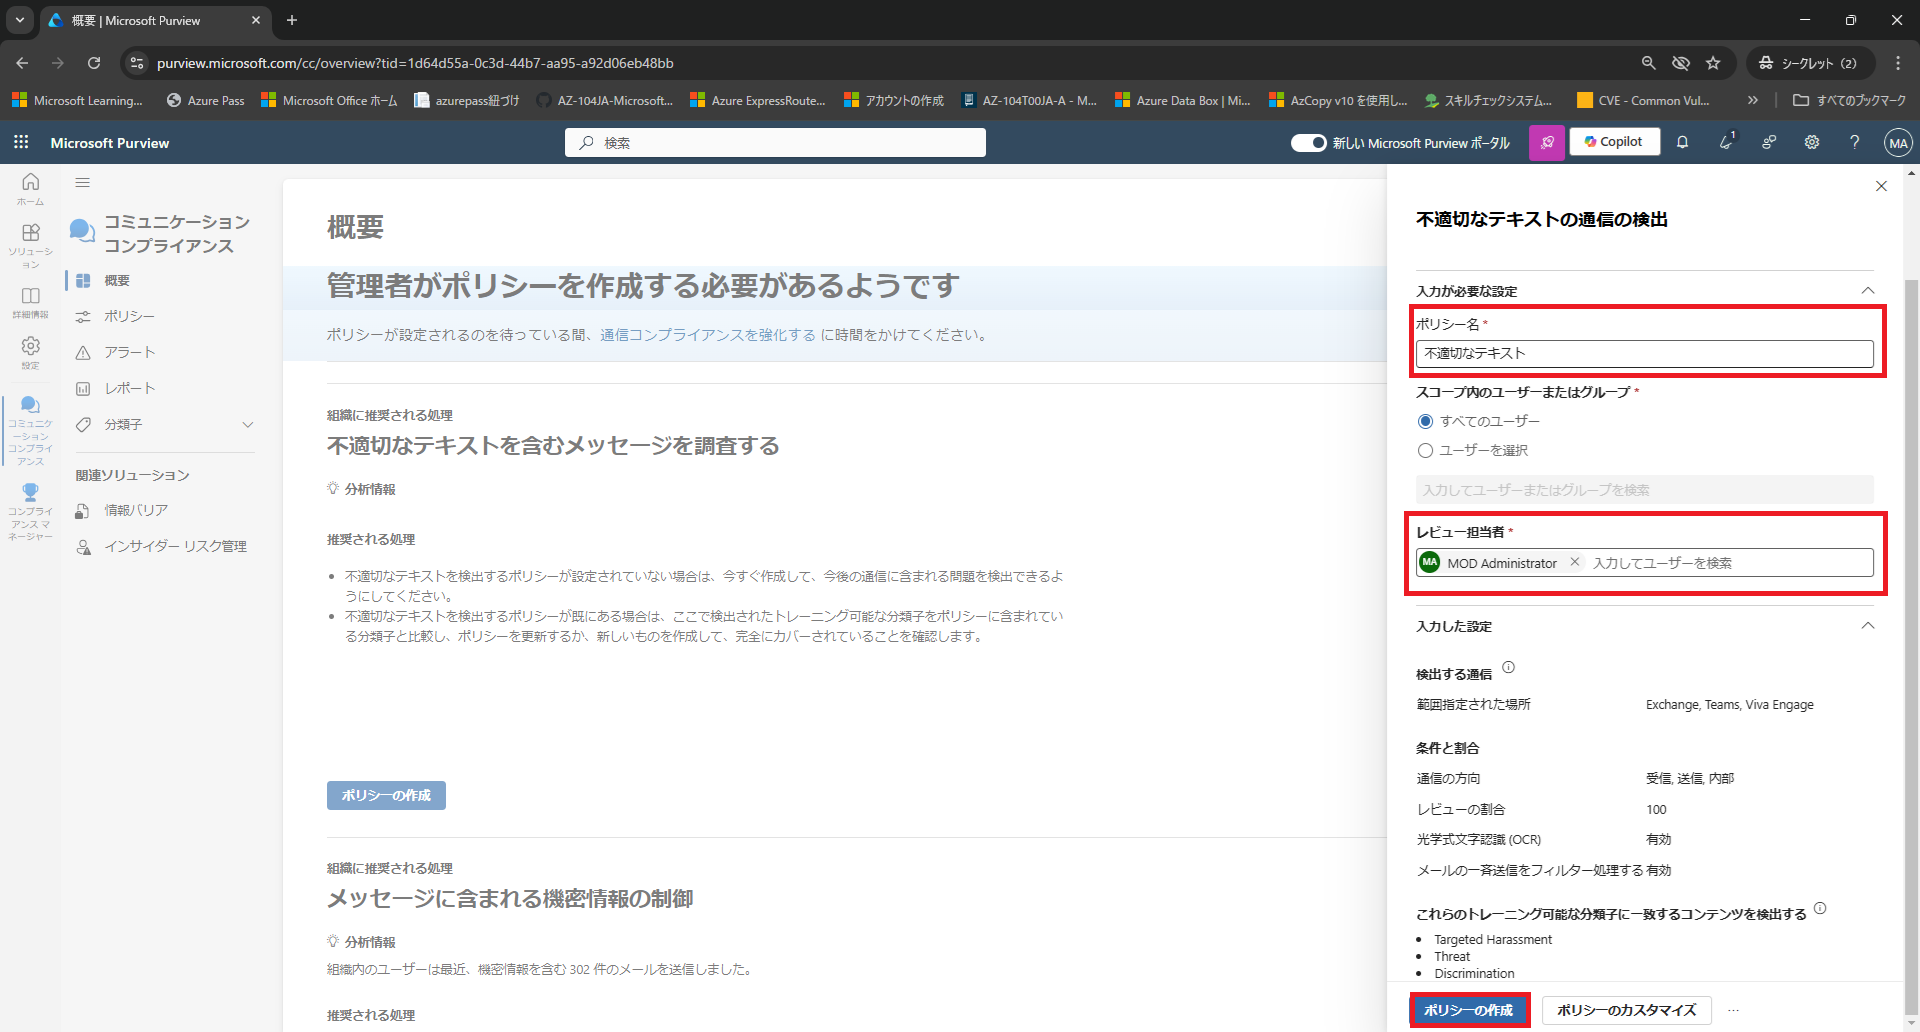 概要 | Microsoft Purview
purview.microsoft.com/cc/overview?tid=1d64d55a-0c3d-44b7-aa95-a92d06eb48bb
シークレット (2)
Microsoft Learning...
Azure Pass
Microsoft Office ホーム
azurepass紐づけ
AZ-104JA-Microsoft...
Azure ExpressRoute...
アカウントの作成
AZ-104T00JA-A - M...
Azure Data Box | Mi...
AzCopy v10 を使用し...
スキルチェックシステム...
CVE - Common Vul...
すべてのブックマーク
Microsoft Purview
検索
新しい Microsoft Purview ポータル
Copilot
1
MA
ホーム
ソリューシ
ョン
詳細情報
設定
コミュニケ
ーション
コンプライ
アンス
コンプライ
アンス マ
ネージャー
コミュニケーション
コンプライアンス
概要
ポリシー
アラート
レポート
分類子
関連ソリューション
情報バリア
インサイダー リスク管理
概要
管理者がポリシーを作成する必要があるようです
ポリシーが設定されるのを待っている間、通信コンプライアンスを強化する に時間をかけてください。
組織に推奨される処理
不適切なテキストを含むメッセージを調査する
分析情報
推奨される処理
• 不適切なテキストを検出するポリシーが設定されていない場合は、今すぐ作成して、今後の通信に含まれる問題を検出できるよ
うにしてください。
• 不適切なテキストを検出するポリシーが既にある場合は、ここで検出されたトレーニング可能な分類子をポリシーに含まれてい
る分類子と比較し、ポリシーを更新するか、新しいものを作成して、完全にカバーされていることを確認します。
ポリシーの作成
組織に推奨される処理
メッセージに含まれる機密情報の制御
分析情報
組織内のユーザーは最近、機密情報を含む 302 件のメールを送信しました。
推奨される処理
不適切なテキストの通信の検出
入力が必要な設定
ポリシー名 *
不適切なテキスト
スコープ内のユーザーまたはグループ *
すべてのユーザー
ユーザーを選択
入力してユーザーまたはグループを検索
レビュー担当者 *
MA MOD Administrator 入力してユーザーを検索
入力した設定
検出する通信
範囲指定された場所 Exchange, Teams, Viva Engage
条件と割合
通信の方向 受信, 送信, 内部
レビューの割合 100
光学式文字認識 (OCR) 有効
メールの一斉送信をフィルター処理する 有効
これらのトレーニング可能な分類子に一致するコンテンツを検出する
• Targeted Harassment
• Threat
• Discrimination
ポリシーの作成
ポリシーのカスタマイズ
...